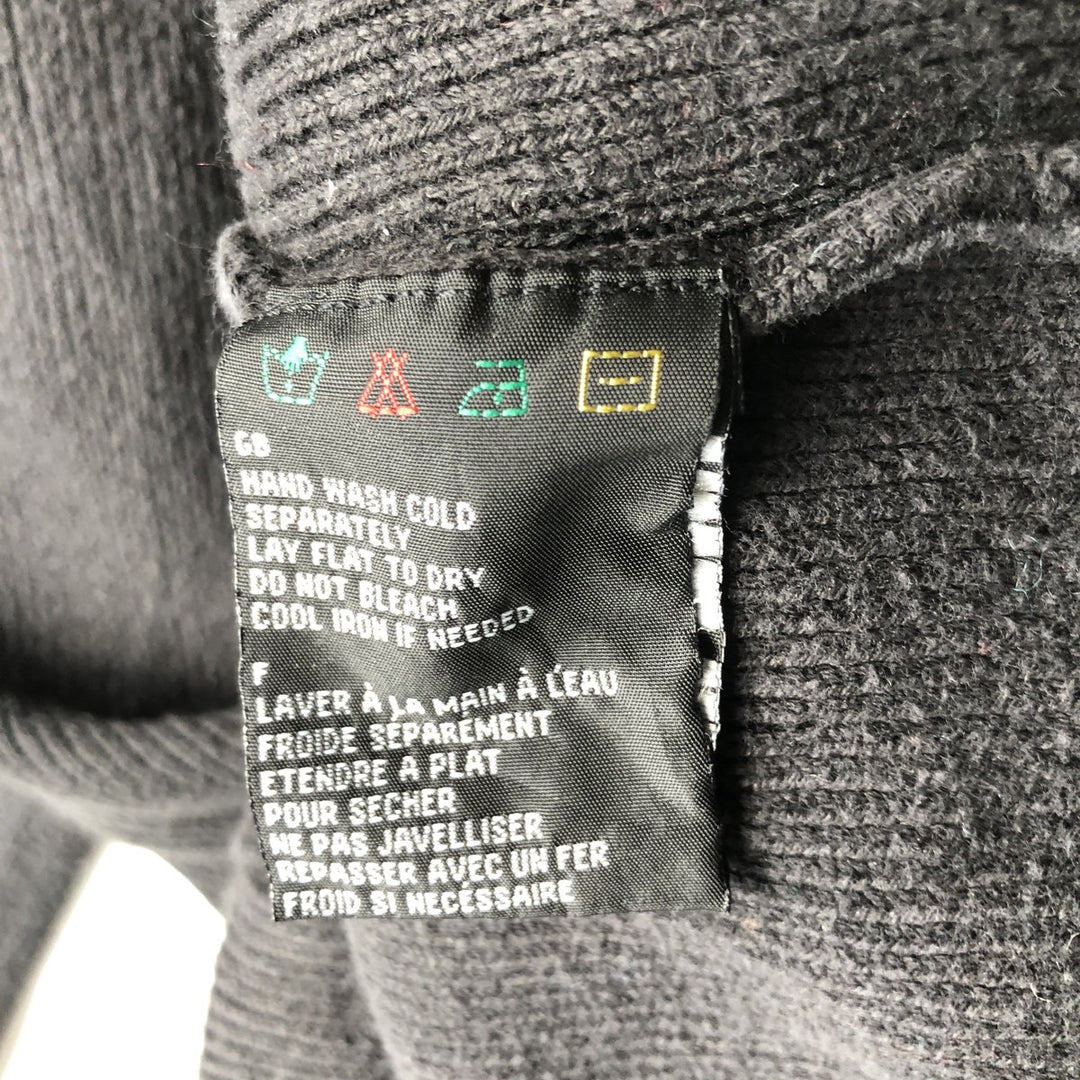 GB
HAND WASH COLD
SEPARATELY
LAY FLAT TO DRY
DO NOT BLEACH
COOL IRON IF NEEDED
F
LAVER À LA MAIN À L'EAU
FROIDE SÉPARÉMENT
ETENDRE A PLAT
POUR SECHER
NE PAS JAVELLISER
REPASSER AVEC UN FER
FROID SI NECÉSSAIRE